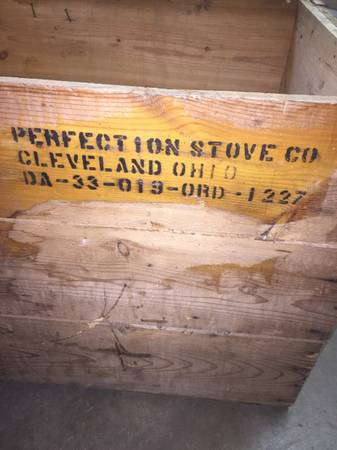 PERFECTION STOVE CO
CLEVELAND OHIO
DA-33-019-ORD-1227